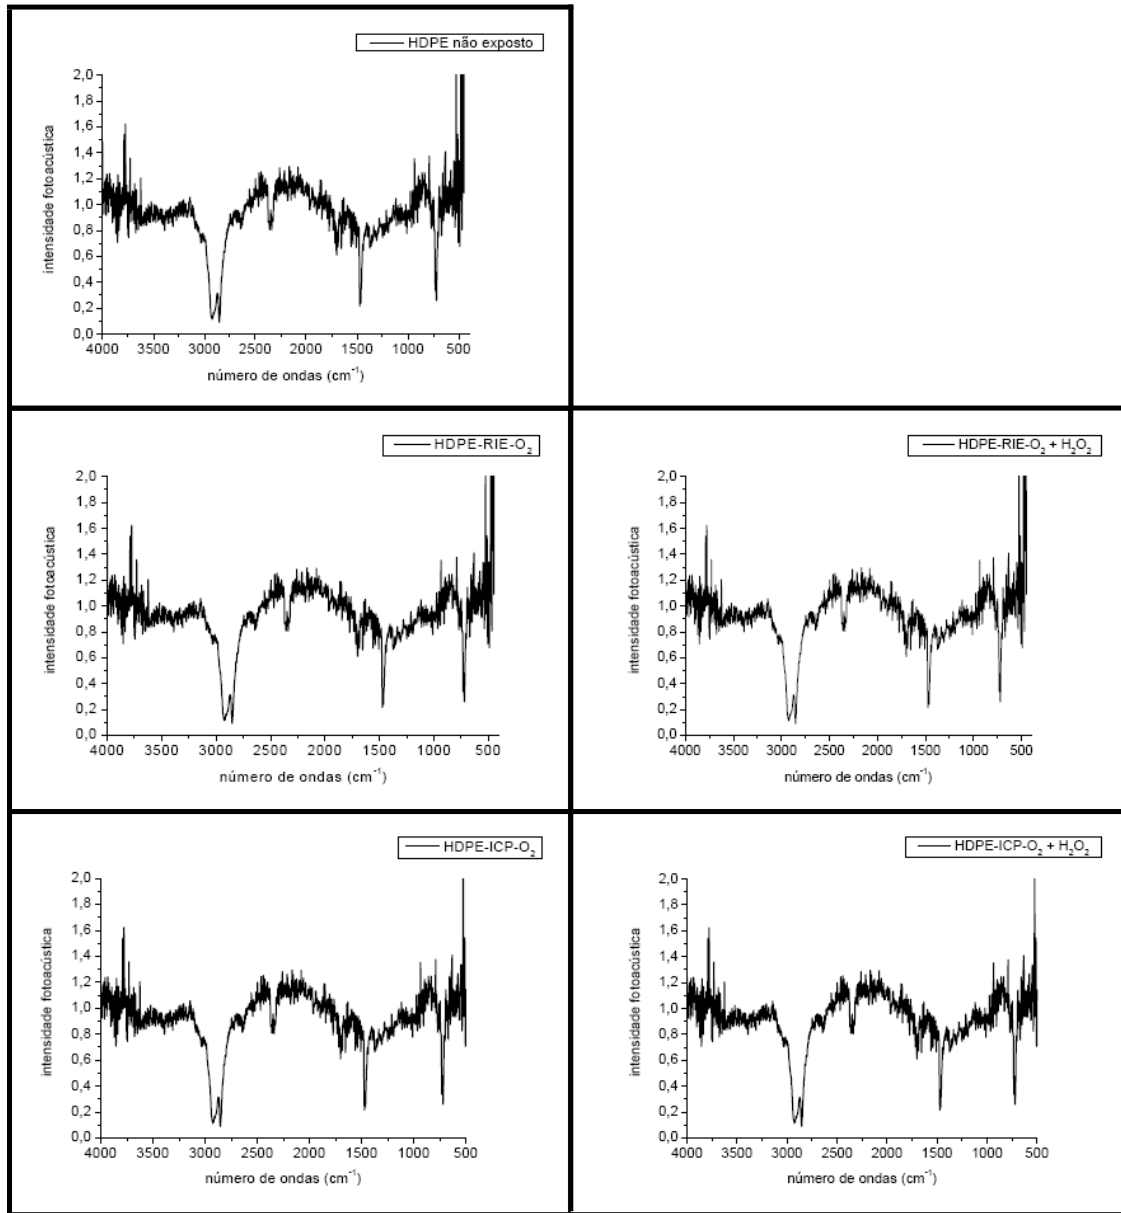 HDPE não exposto
intensidade fotoacústica
2,0
1,8
1,6
1,4
1,2
1,0
0,8
0,6
0,4
0,2
0,0
4000 3500 3000 2500 2000 1500 1000 500
número de ondas (cm⁻¹)
HDPE-RIE-O₂
intensidade fotoacústica
2,0
1,8
1,6
1,4
1,2
1,0
0,8
0,6
0,4
0,2
0,0
4000 3500 3000 2500 2000 1500 1000 500
número de ondas (cm⁻¹)
HDPE-RIE-O₂ + H₂O₂
intensidade fotoacústica
2,0
1,8
1,6
1,4
1,2
1,0
0,8
0,6
0,4
0,2
0,0
4000 3500 3000 2500 2000 1500 1000 500
número de ondas (cm⁻¹)
HDPE-ICP-O₂
intensidade fotoacústica
2,0
1,8
1,6
1,4
1,2
1,0
0,8
0,6
0,4
0,2
0,0
4000 3500 3000 2500 2000 1500 1000 500
número de ondas (cm⁻¹)
HDPE-ICP-O₂ + H₂O₂
intensidade fotoacústica
2,0
1,8
1,6
1,4
1,2
1,0
0,8
0,6
0,4
0,2
0,0
4000 3500 3000 2500 2000 1500 1000 500
número de ondas (cm⁻¹)